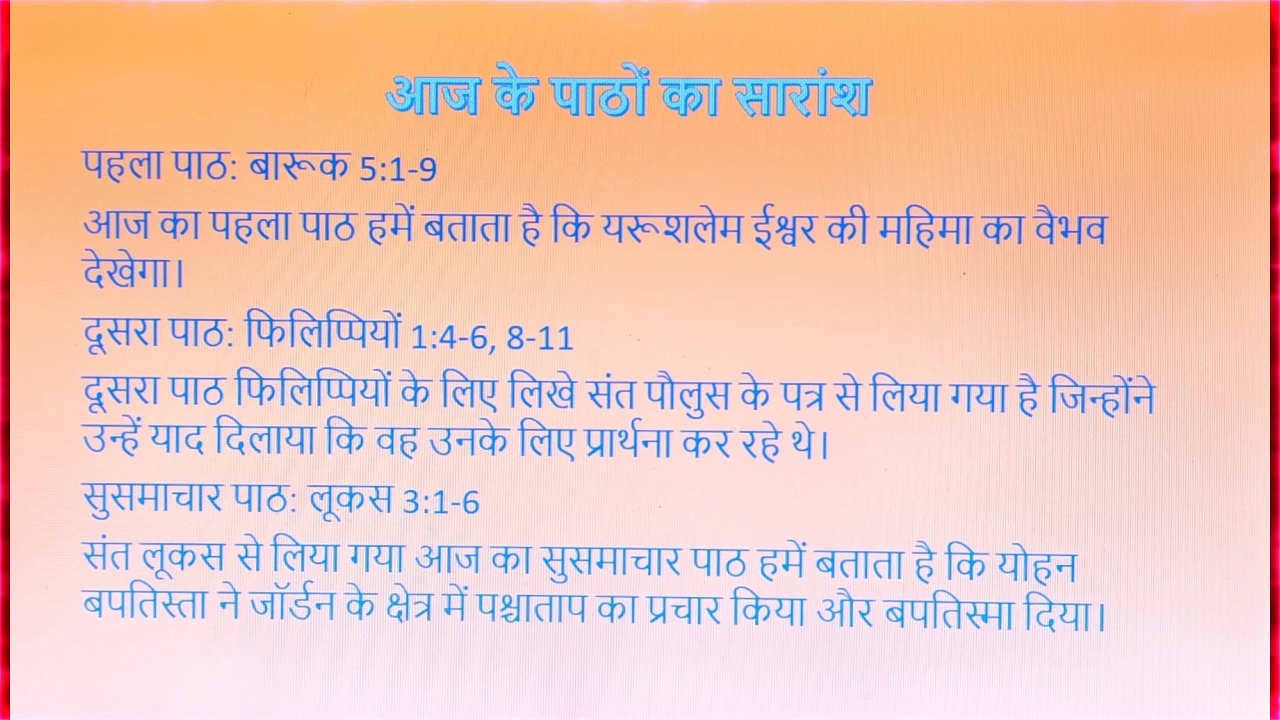 आज के पाठों का सारांश
पहला पाठ: बारूक 5:1-9
आज का पहला पाठ हमें बताता है कि यरूशलेम ईश्वर की महिमा का वैभव
देखेगा।
दूसरा पाठ: फिलिप्पियों 1:4-6, 8-11
दूसरा पाठ फिलिप्पियों के लिए लिखे संत पौलुस के पत्र से लिया गया है जिन्होंने
उन्हें याद दिलाया कि वह उनके लिए प्रार्थना कर रहे थे।
सुसमाचार पाठ: लूकस 3:1-6
संत लूकस से लिया गया आज का सुसमाचार पाठ हमें बताता है कि योहन
बपतिस्ता ने जॉर्डन के क्षेत्र में पश्चाताप का प्रचार किया और बपतिस्मा दिया।